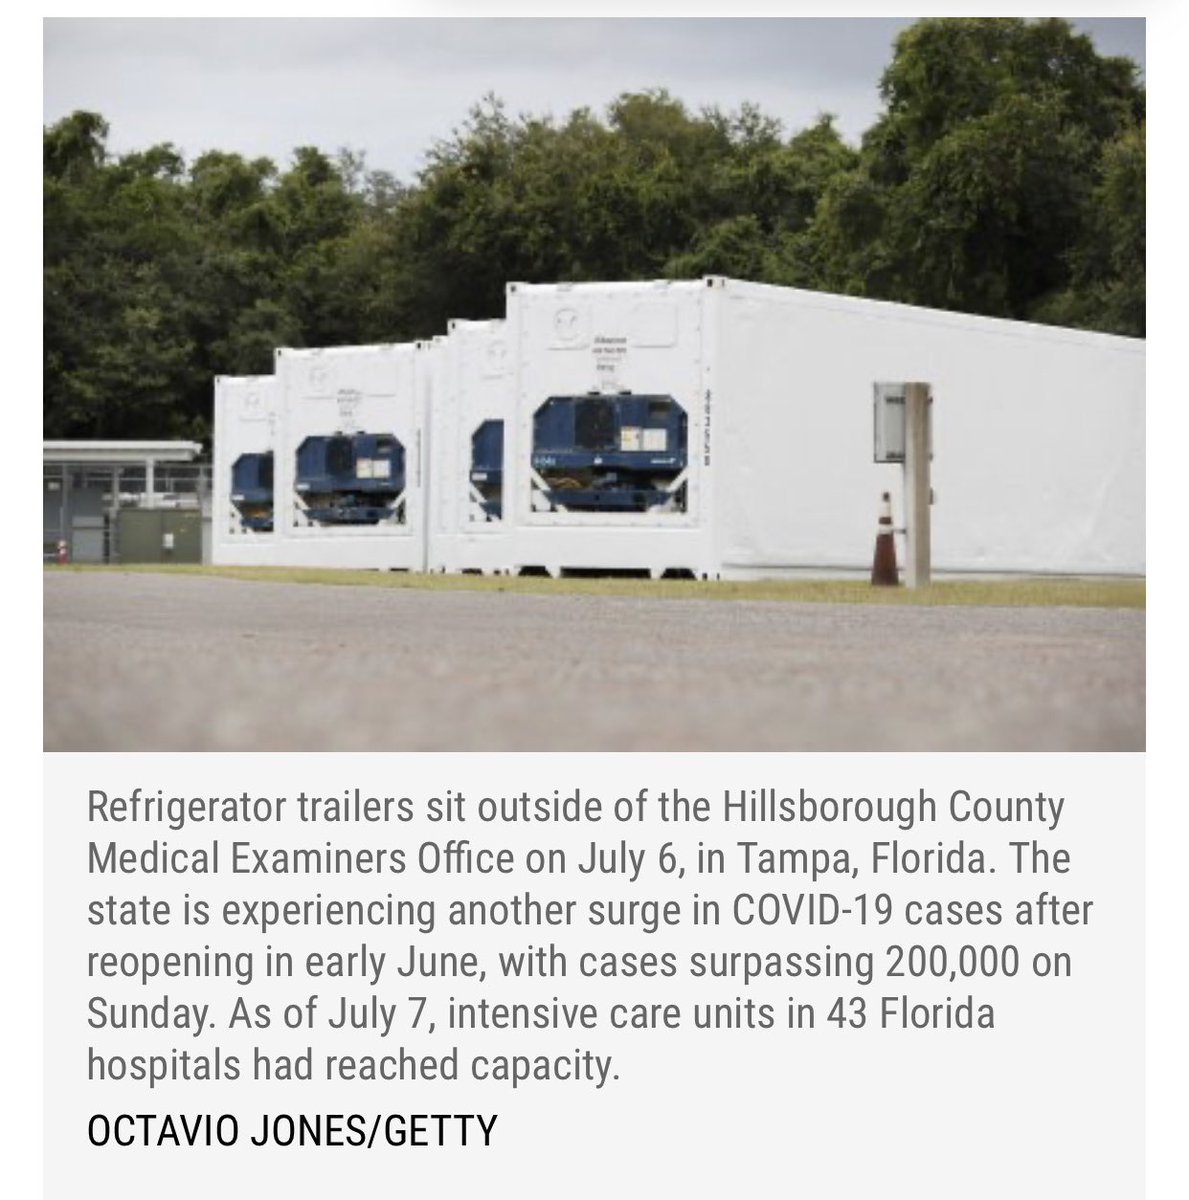 Refrigerator trailers sit outside of the Hillsborough County
Medical Examiners Office on July 6, in Tampa, Florida. The
state is experiencing another surge in COVID-19 cases after
reopening in early June, with cases surpassing 200,000 on
Sunday. As of July 7, intensive care units in 43 Florida
hospitals had reached capacity.
OCTAVIO JONES/GETTY